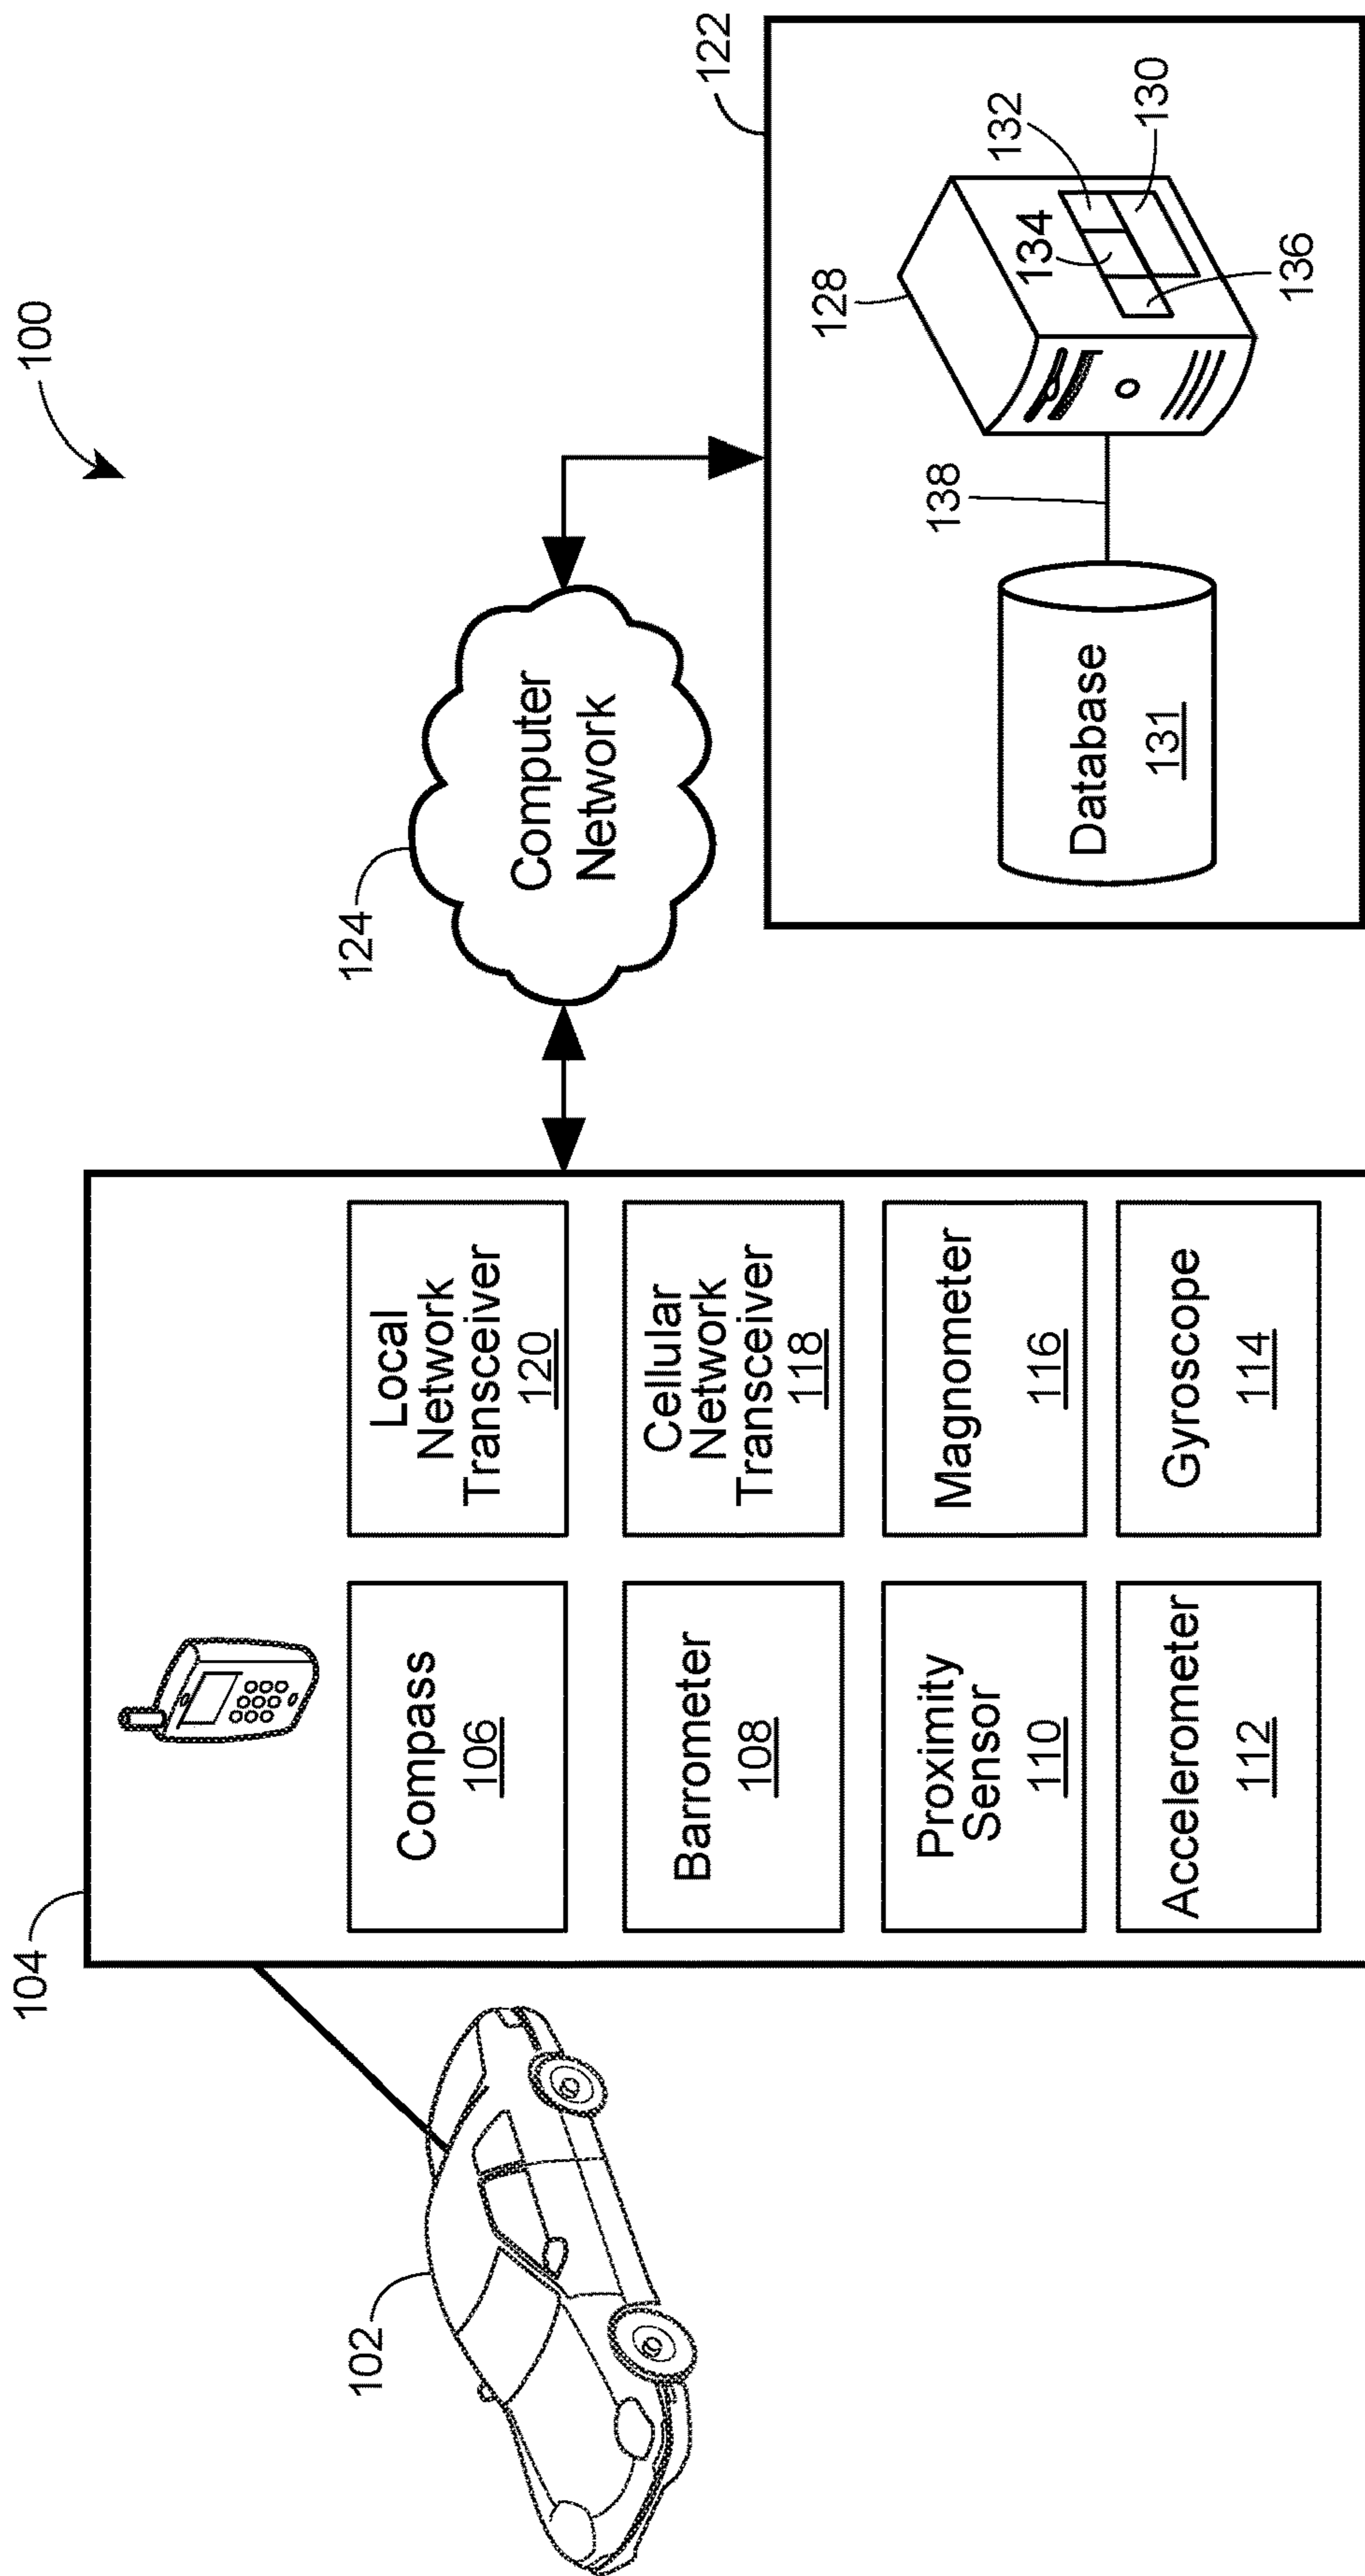 100
104
102
Compass
106
Local
Network
Transceiver
120
Barrometer
108
Cellular
Network
Transceiver
118
Proximity
Sensor
110
Magnometer
116
Accelerometer
112
Gyroscope
114
124
Computer
Network
122
128
134
132
138
136
130
Database
131